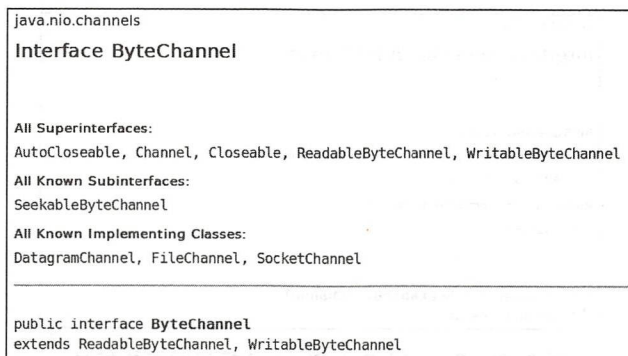 java.nio.channels
Interface ByteChannel
All Superinterfaces:
AutoCloseable, Channel, Closeable, ReadableByteChannel, WritableByteChannel
All Known Subinterfaces:
SeekableByteChannel
All Known Implementing Classes:
DatagramChannel, FileChannel, SocketChannel
public interface ByteChannel
extends ReadableByteChannel, WritableByteChannel